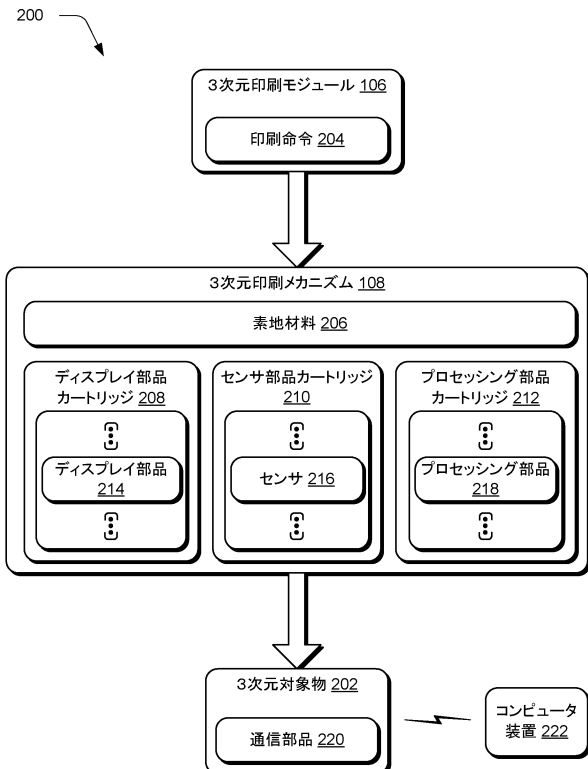 200
3次元印刷モジュール 106
印刷命令 204
3次元印刷メカニズム 108
素地材料 206
ディスプレイ部品
カートリッジ 208
ディスプレイ部品
214
センサ部品カートリッジ
210
センサ 216
プロセッシング部品
カートリッジ 212
プロセッシング部品
218
3次元対象物 202
通信部品 220
コンピュータ
装置 222